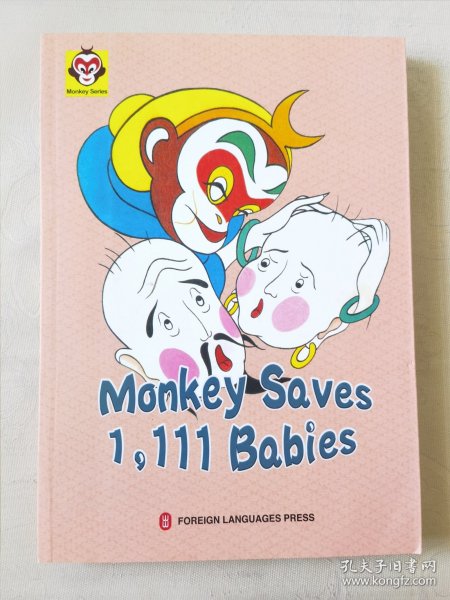 Monkey Series
Monkey Saves
1,111 Babies
FOREIGN LANGUAGES PRESS
孔夫子旧书网
www.kongfz.com